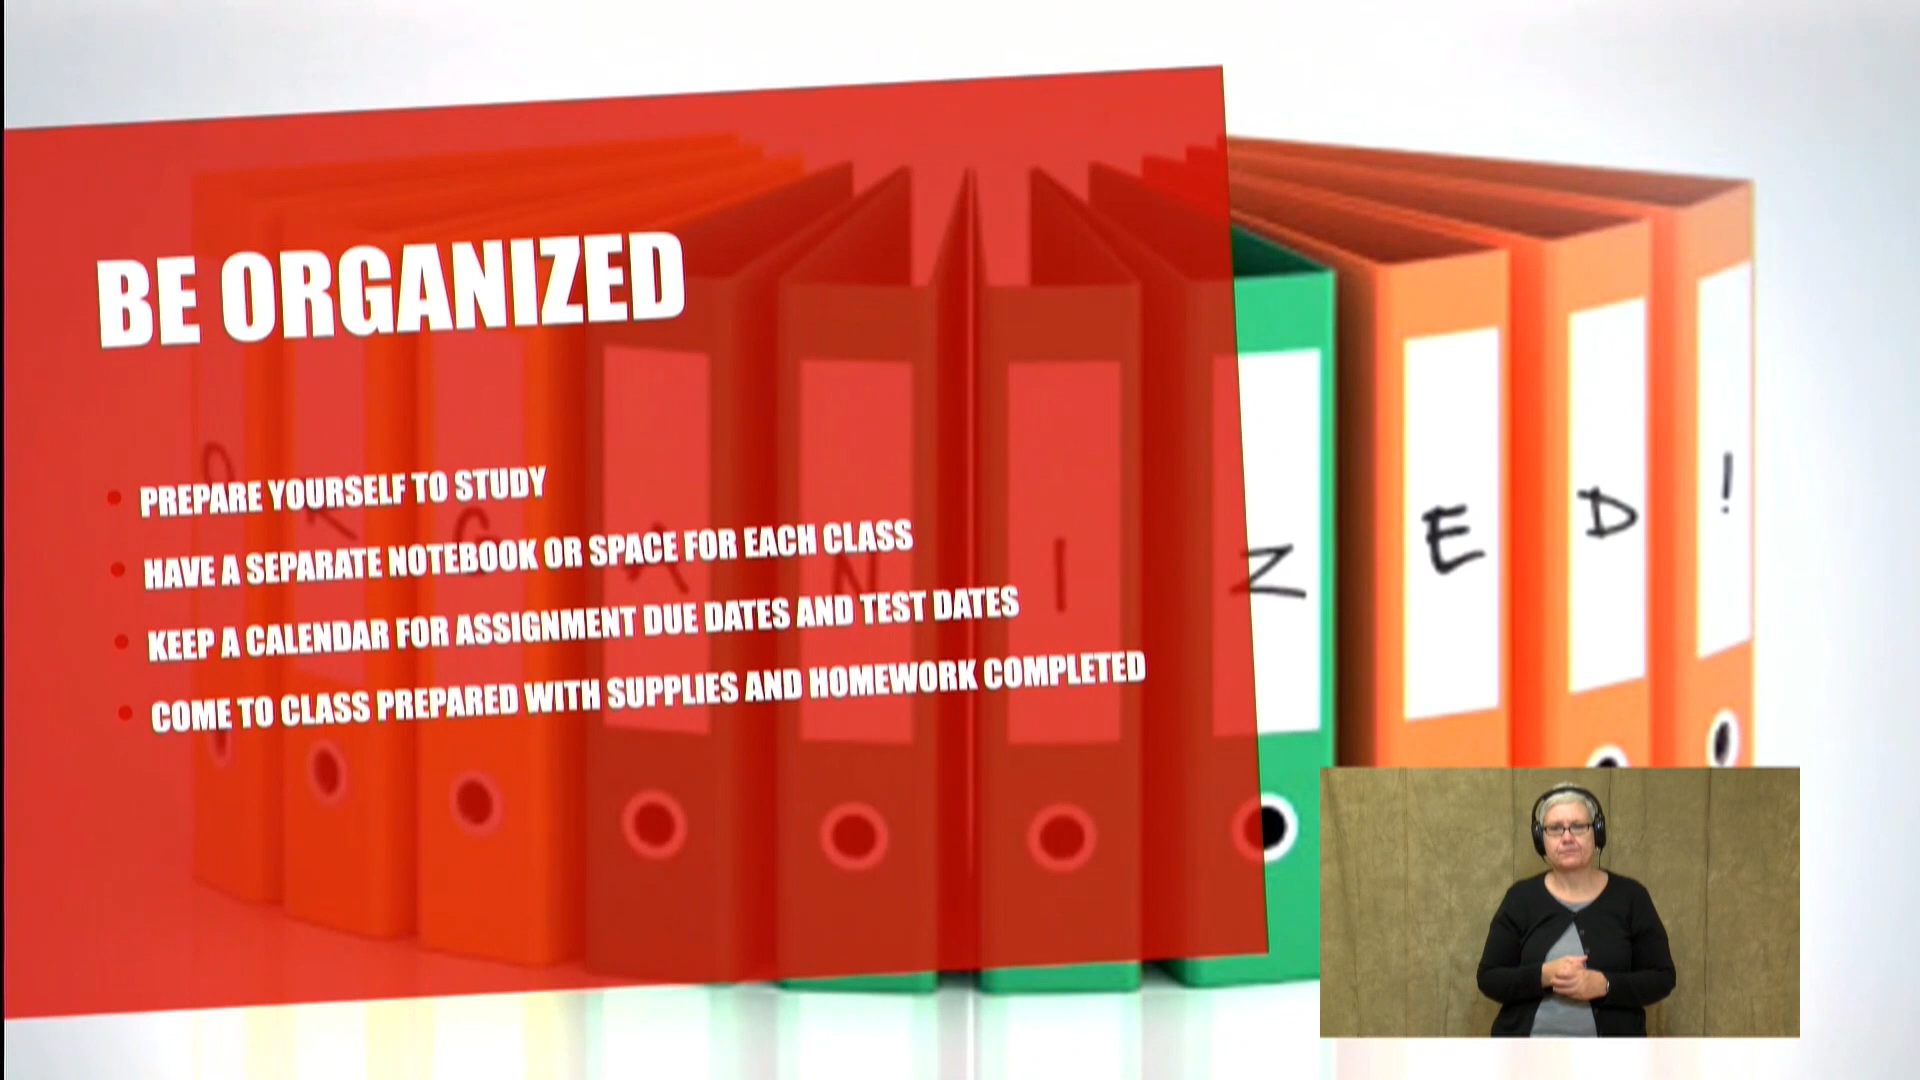 BE ORGANIZED
PREPARE YOURSELF TO STUDY
HAVE A SEPARATE NOTEBOOK OR SPACE FOR EACH CLASS
KEEP A CALENDAR FOR ASSIGNMENT DUE DATES AND TEST DATES
COME TO CLASS PREPARED WITH SUPPLIES AND HOMEWORK COMPLETED
ORGANIZED!